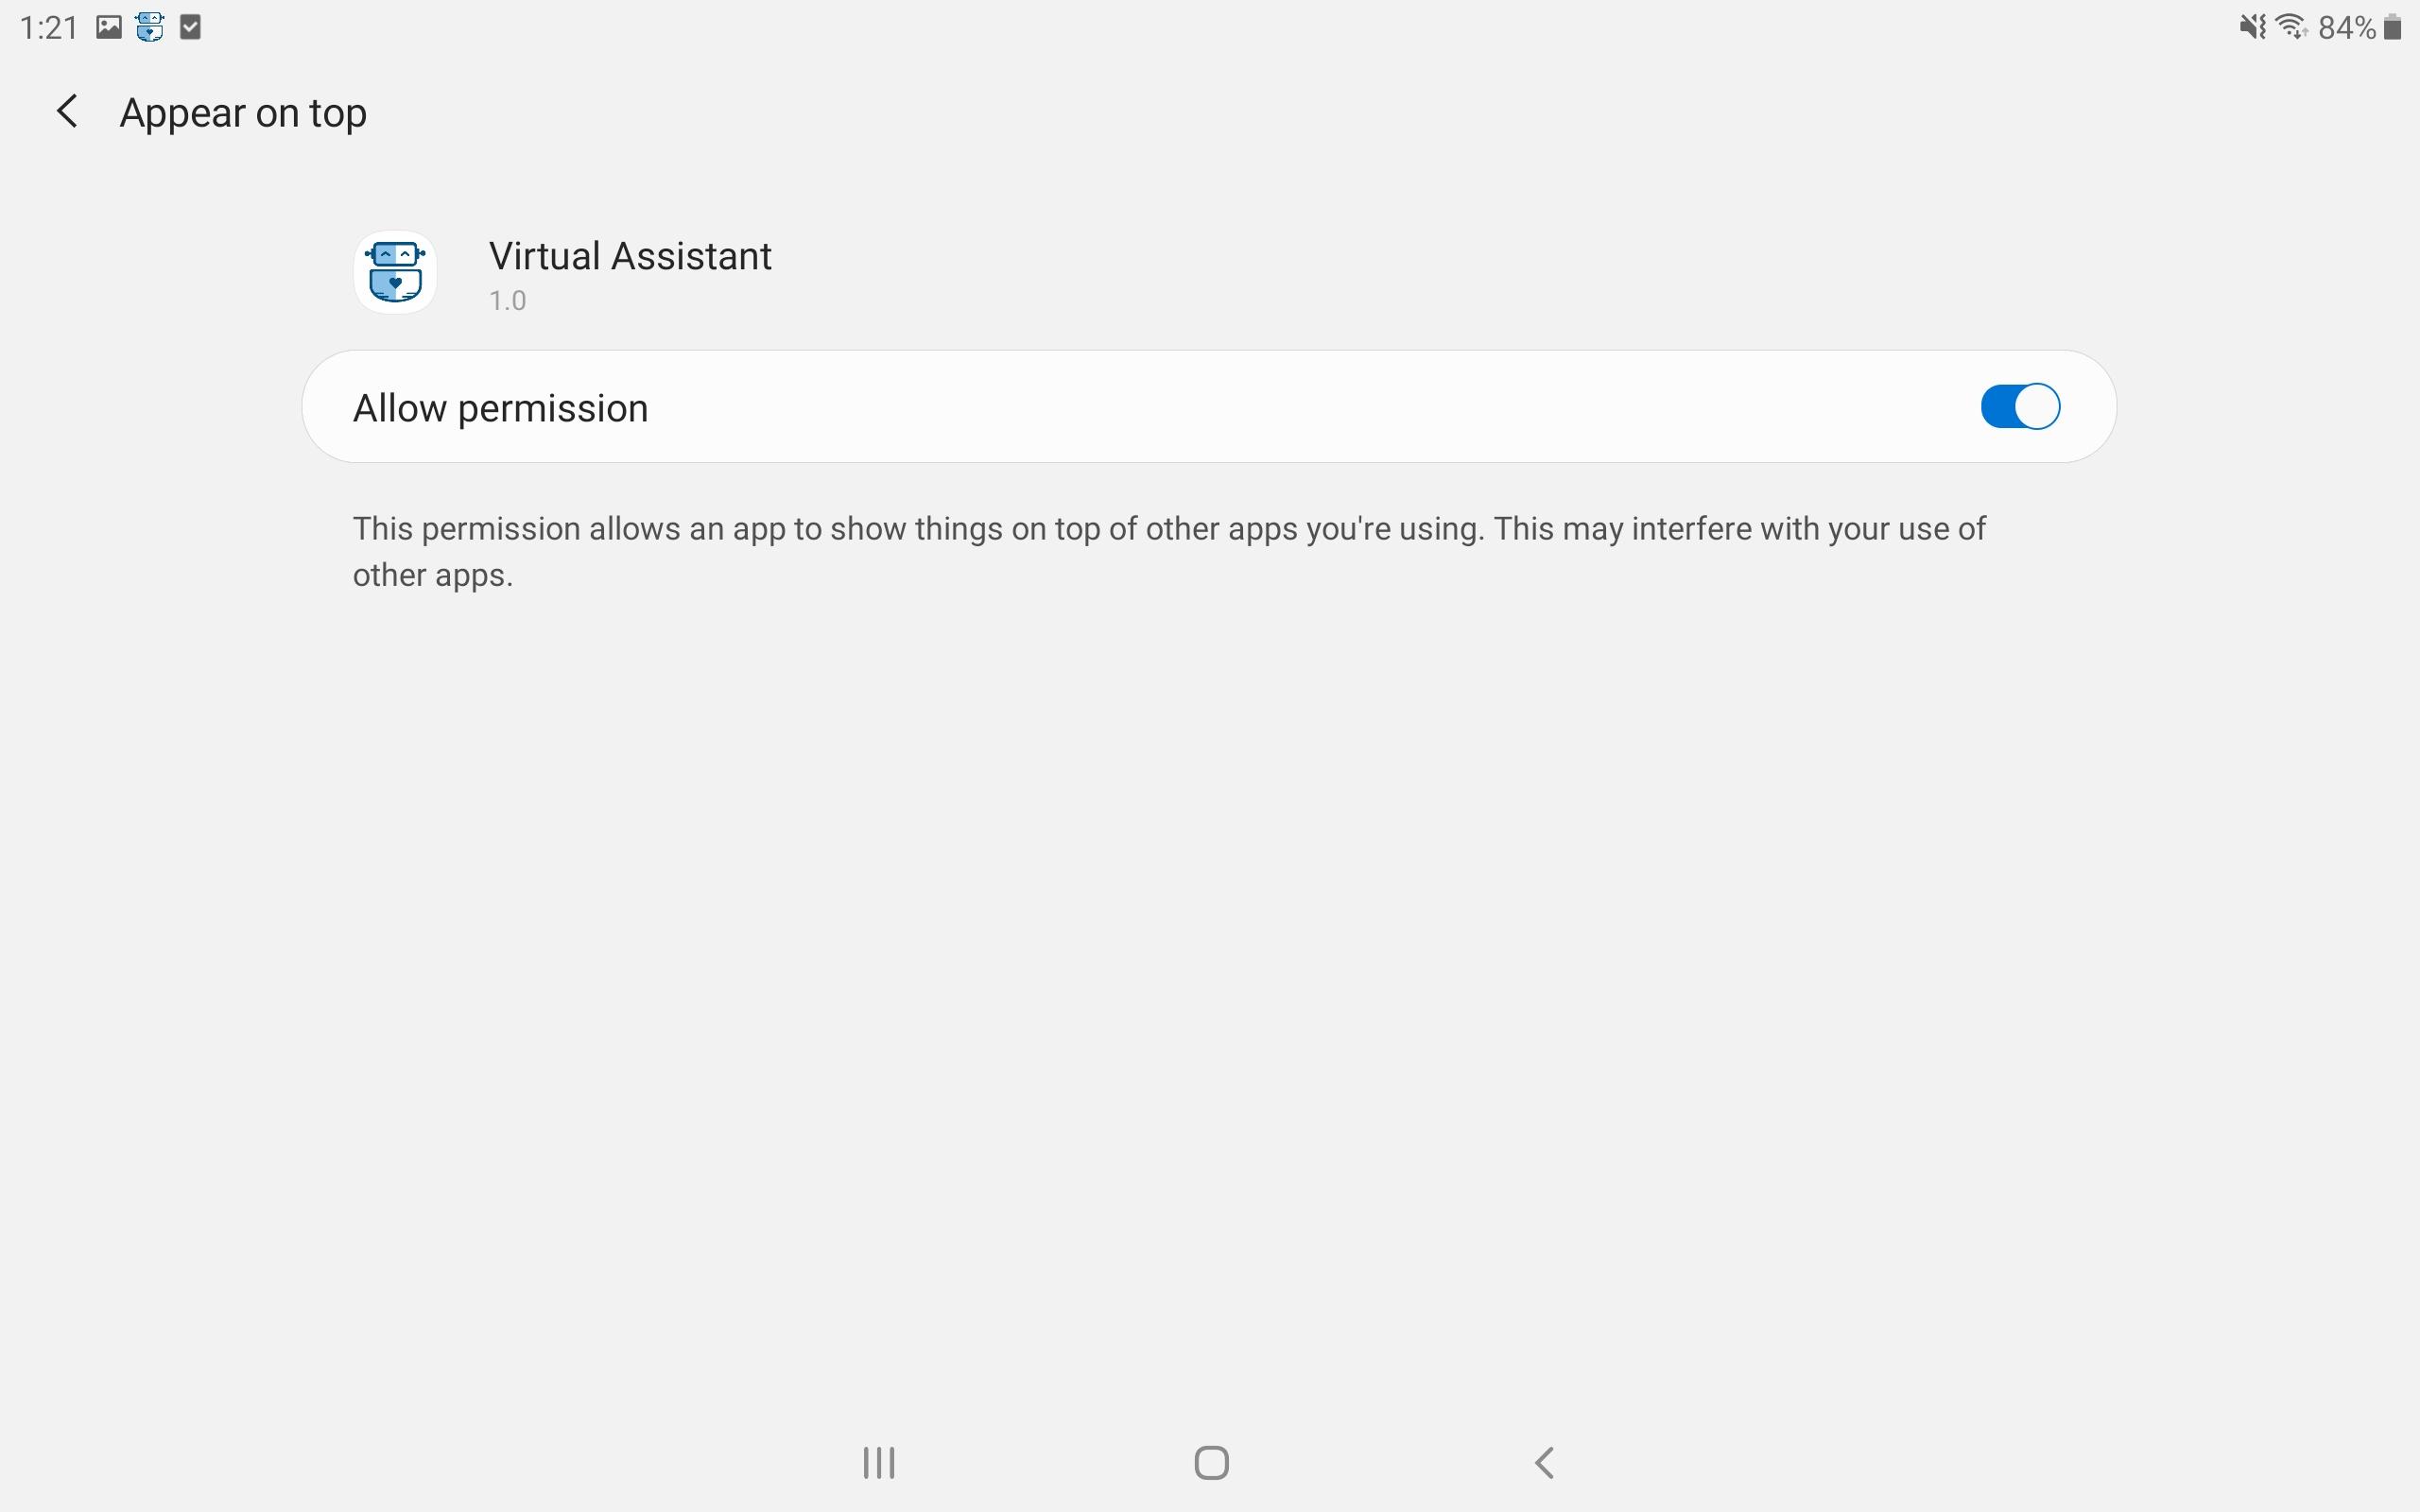 1:21
84%
Appear on top
Virtual Assistant
1.0
Allow permission
This permission allows an app to show things on top of other apps you're using. This may interfere with your use of
other apps.